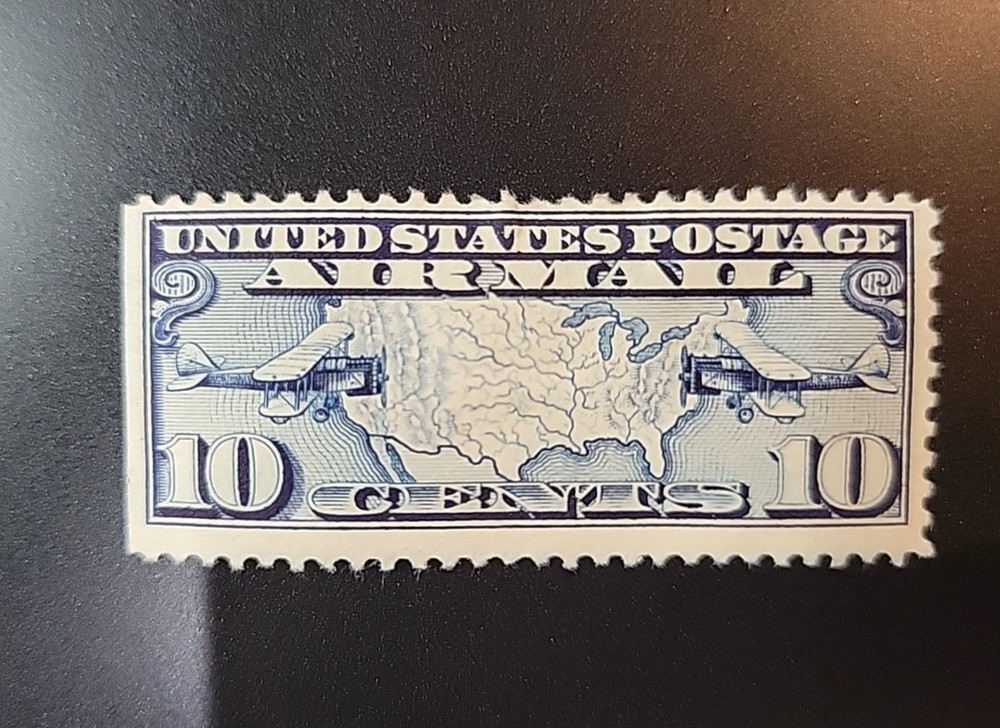 UNITED STATES POSTAGE
AIR MAIL
10 CENTS 10